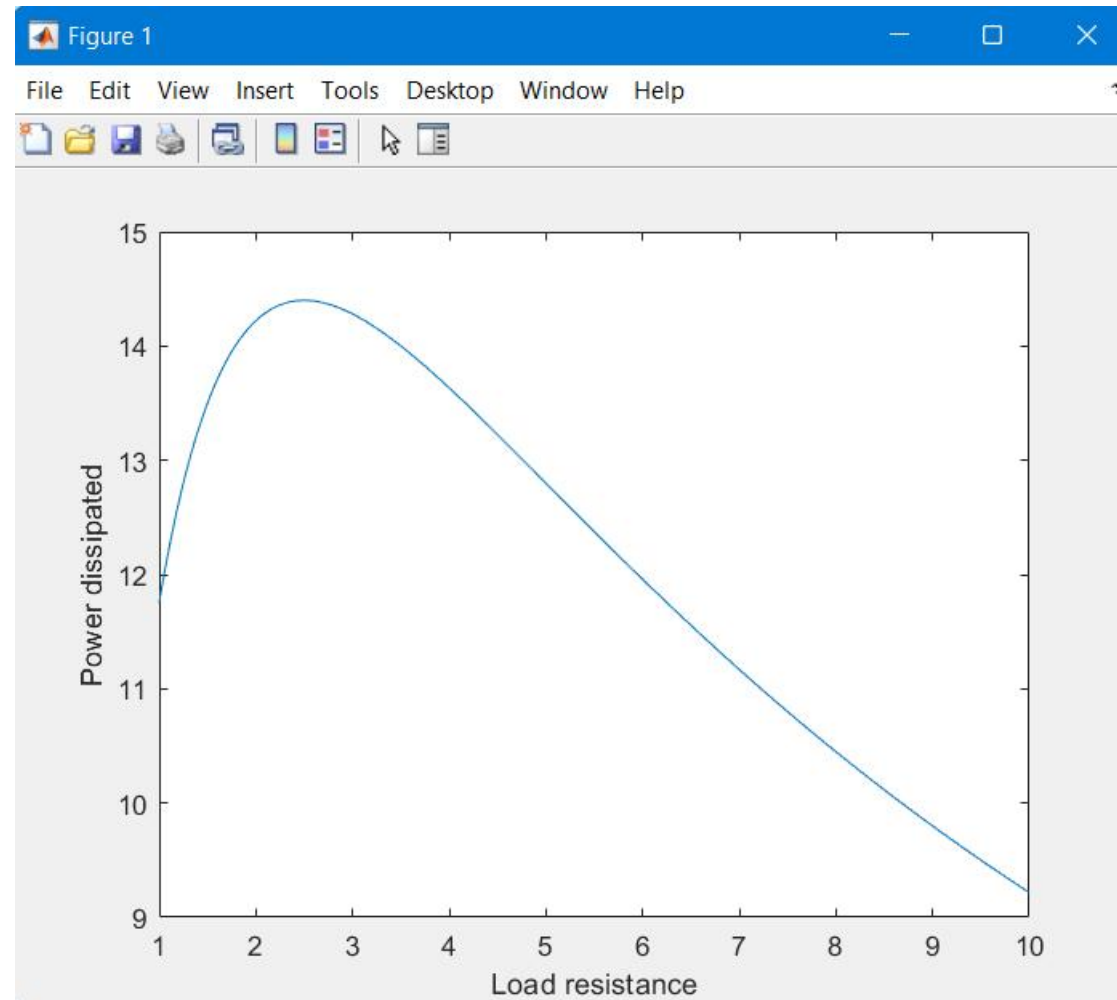 Figure 1
File Edit View Insert Tools Desktop Window Help
15
14
13
12
11
10
9
Power dissipated
1 2 3 4 5 6 7 8 9 10
Load resistance